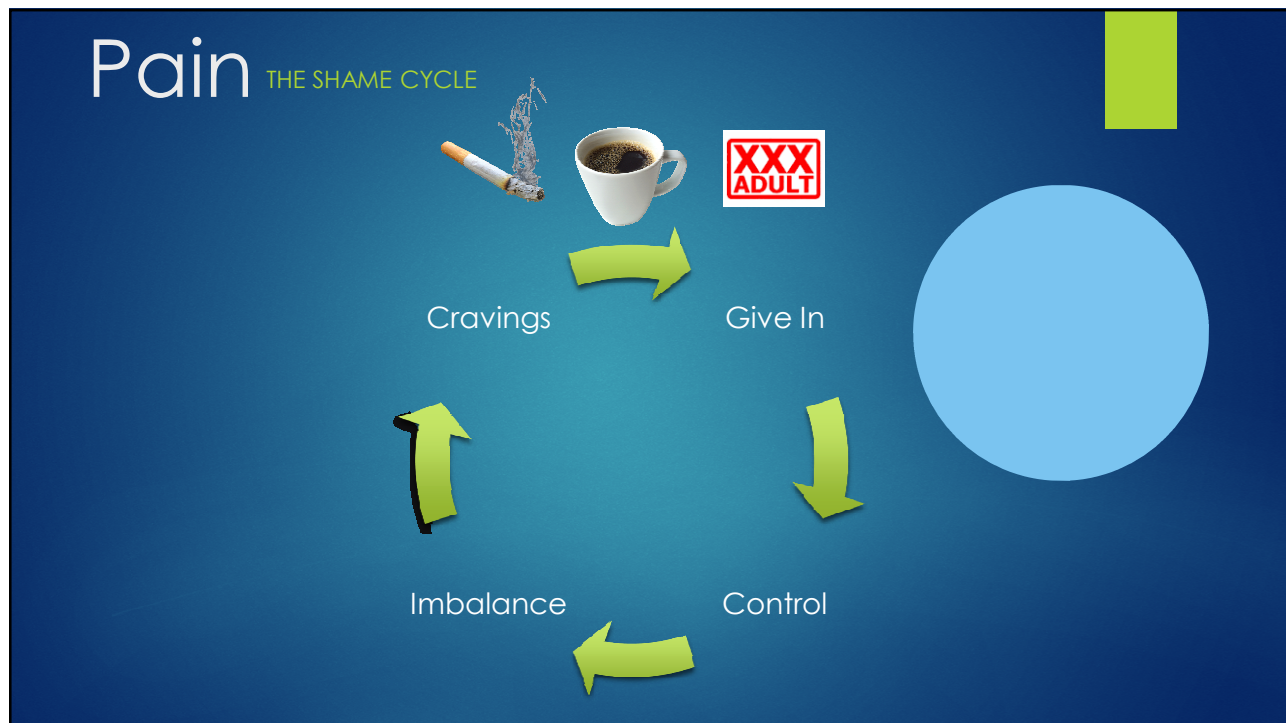 Pain THE SHAME CYCLE
XXX
ADULT
Cravings
Give In
Imbalance
Control